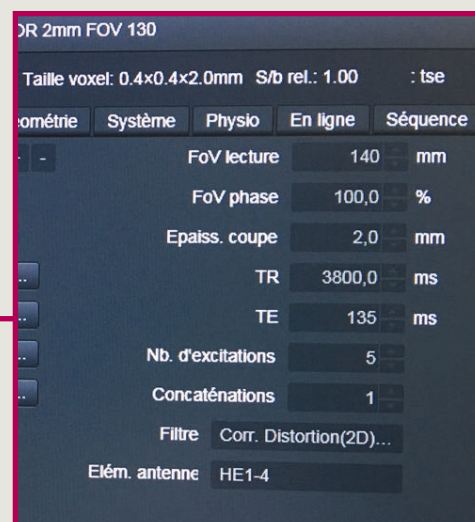 OR 2mm FOV 130
Taille voxel: 0.4×0.4×2.0mm S/b rel.: 1.00 : tse
éométrie Système Physio En ligne Séquence
- FoV lecture 140 mm
FoV phase 100,0 %
Epaiss. coupe 2,0 mm
.. TR 3800,0 ms
.. TE 135 ms
.. Nb. d'excitations 5
.. Concaténations 1
Filtre Corr. Distortion(2D)...
Elém. antenne HE1-4